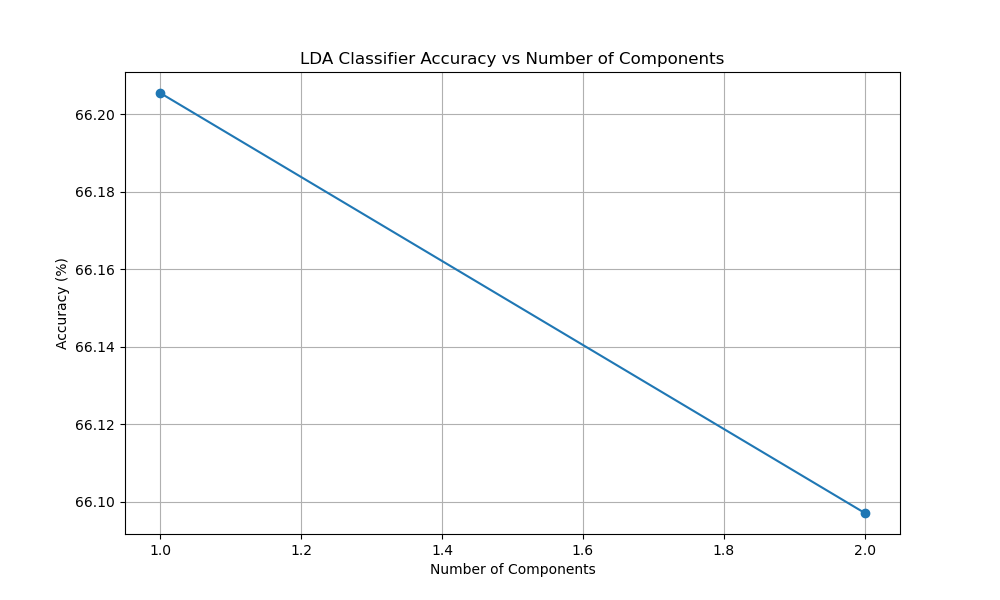 LDA Classifier Accuracy vs Number of Components
Accuracy (%)
66.20
66.18
66.16
66.14
66.12
66.10
1.0 1.2 1.4 1.6 1.8 2.0
Number of Components